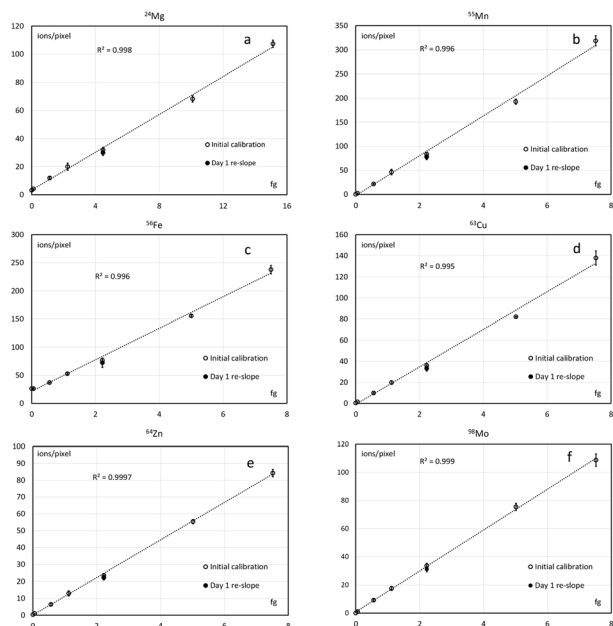 ²⁴Mg
ions/pixel
a
R² = 0.998
120
100
80
60
40
20
0
Initial calibration
Day 1 re-slope
fg
0 4 8 12 16
⁵⁵Mn
ions/pixel
b
R² = 0.996
350
300
250
200
150
100
50
0
Initial calibration
Day 1 re-slope
fg
0 2 4 6 8
⁵⁶Fe
ions/pixel
c
R² = 0.996
300
250
200
150
100
50
0
Initial calibration
Day 1 re-slope
fg
0 2 4 6 8
⁶³Cu
ions/pixel
d
R² = 0.995
160
140
120
100
80
60
40
20
0
Initial calibration
Day 1 re-slope
fg
0 2 4 6 8
⁶⁴Zn
ions/pixel
e
R² = 0.9997
100
90
80
70
60
50
40
30
20
10
0
Initial calibration
Day 1 re-slope
fg
0 2 4 6 8
⁹⁸Mo
ions/pixel
f
R² = 0.999
120
100
80
60
40
20
0
Initial calibration
Day 1 re-slope
fg
0 2 4 6 8